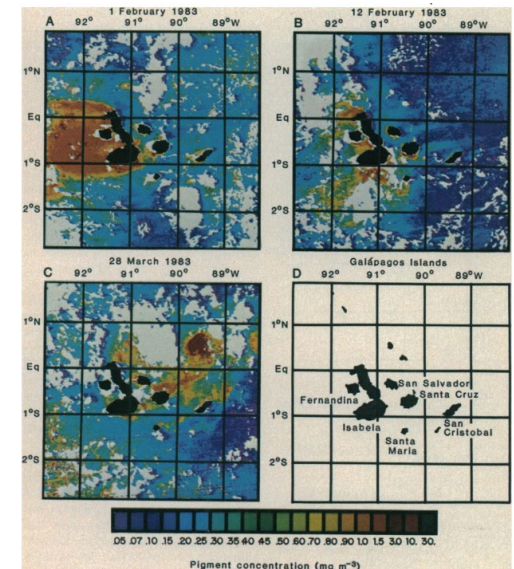 1 February 1983
A 92° 91° 90° 89°W
1°N
Eq
1°S
2°S
12 February 1983
B 92° 91° 90° 89°W
1°N
Eq
1°S
2°S
28 March 1983
C 92° 91° 90° 89°W
1°N
Eq
1°S
2°S
Galápagos Islands
D 92° 91° 90° 89°W
1°N
Eq
1°S
2°S
San Salvador
Santa Cruz
Fernandina
Isabela
San
Cristobal
Santa
Maria
.05 .07 .10 .15 .20 .25 .30 .35 .40 .45 .50 .60 .70 .80 .90 1.0 1.5 3.0 10. 30.
Pigment concentration (mg m⁻³)